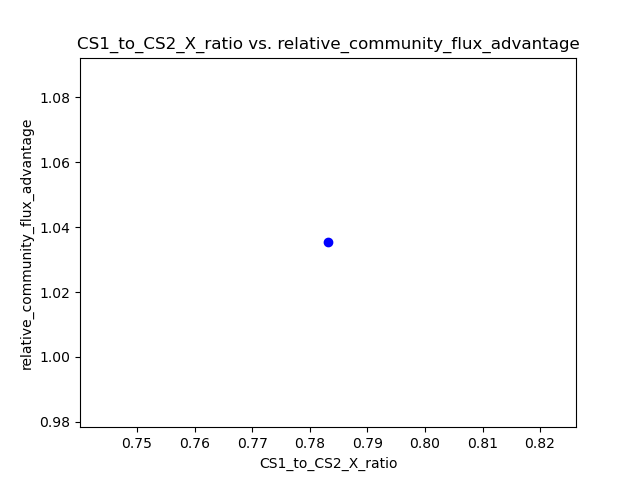 CS1_to_CS2_X_ratio vs. relative_community_flux_advantage
relative_community_flux_advantage
1.08
1.06
1.04
1.02
1.00
0.98
0.75 0.76 0.77 0.78 0.79 0.80 0.81 0.82
CS1_to_CS2_X_ratio